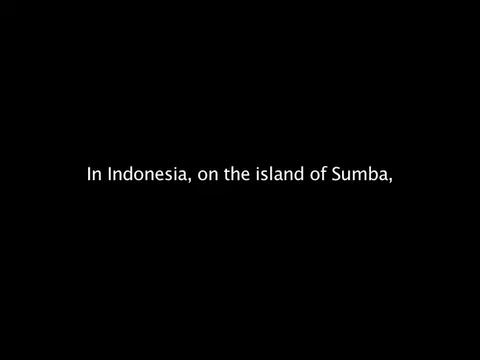 In Indonesia, on the island of Sumba,